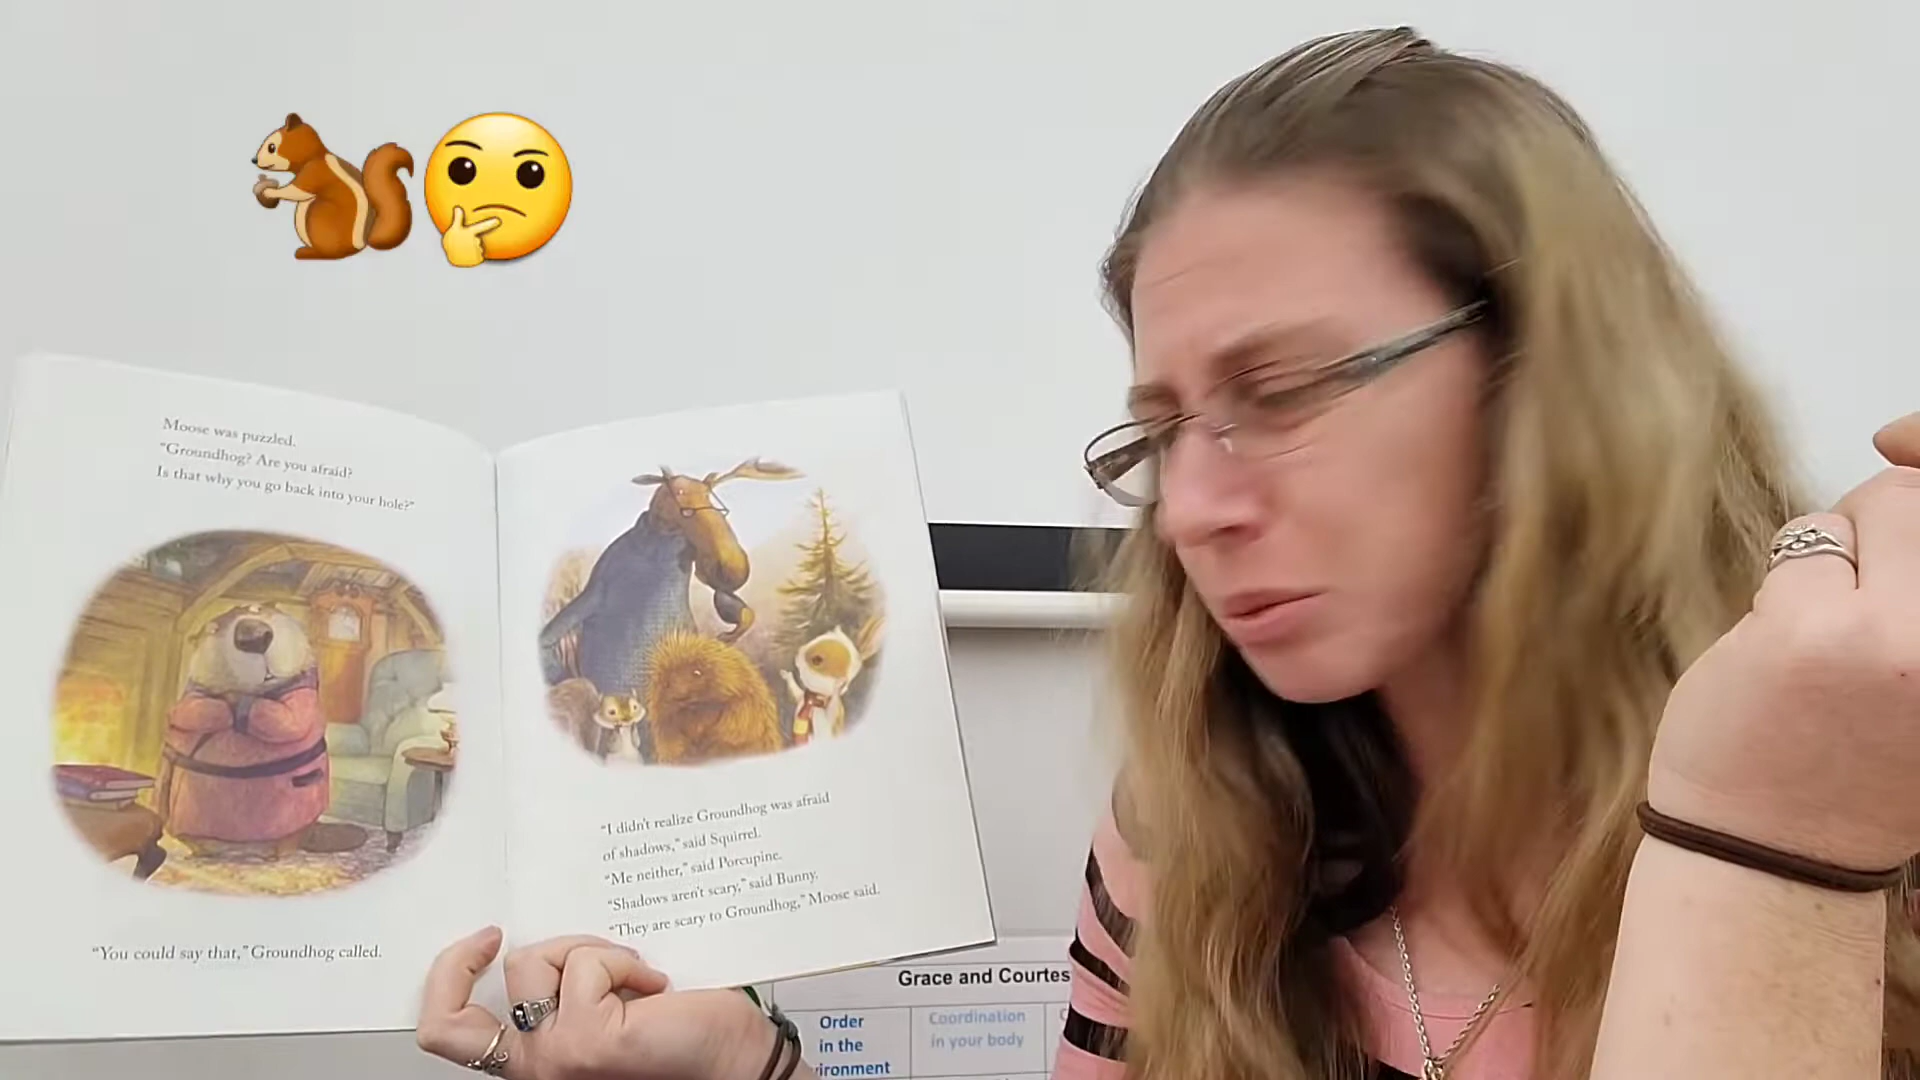 Moose was puzzled.
"Groundhog? Are you afraid?
Is that why you go back into your hole?"
"You could say that," Groundhog called.
"I didn't realize Groundhog was afraid
of shadows," said Squirrel.
"Me neither," said Porcupine.
"Shadows aren't scary," said Bunny.
"They are scary to Groundhog," Moose said.
Grace and Courtes
Order
in the
vironment
Coordination
in your body